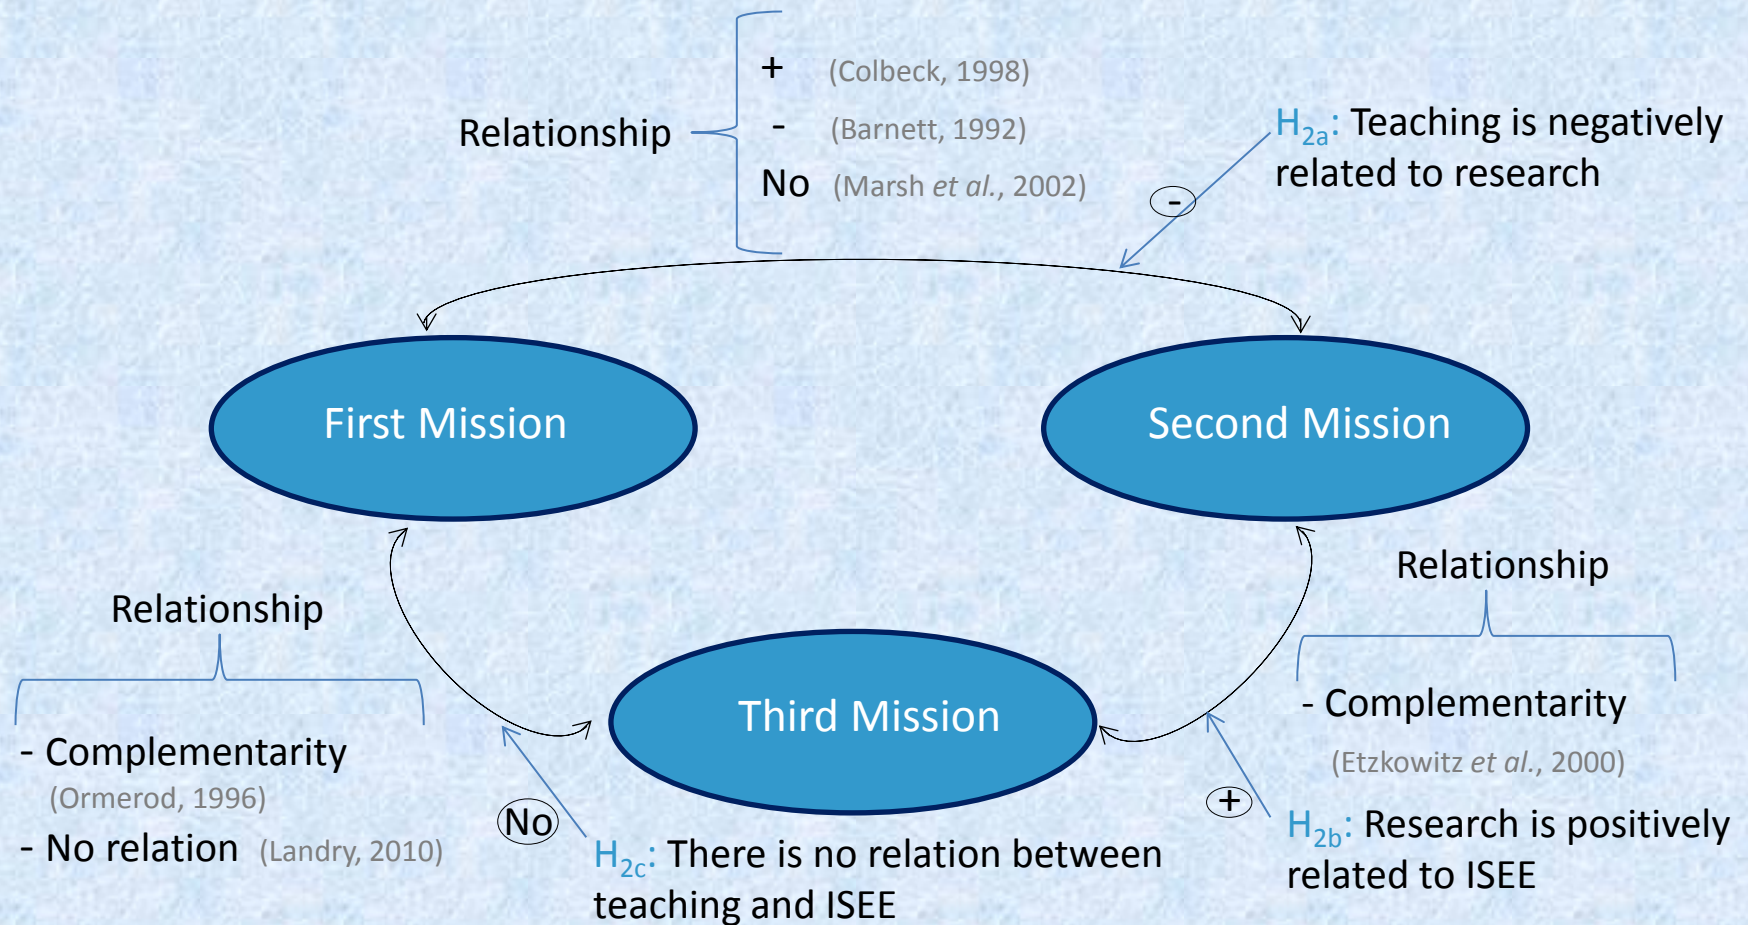 Relationship
+ (Colbeck, 1998)
- (Barnett, 1992)
No (Marsh et al., 2002)
H2a: Teaching is negatively
related to research
-
First Mission
Second Mission
Relationship
- Complementarity
(Ormerod, 1996)
- No relation (Landry, 2010)
Third Mission
Relationship
- Complementarity
(Etzkowitz et al., 2000)
No
H2c: There is no relation between
teaching and ISEE
+
H2b: Research is positively
related to ISEE